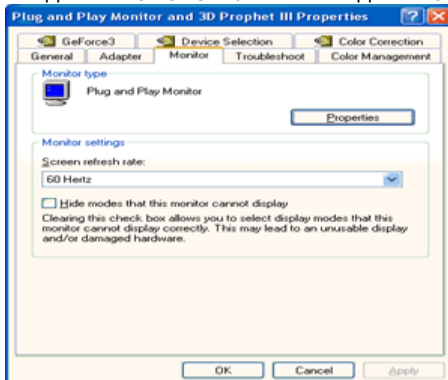 Plug and Play Monitor and 3D Prophet III Properties
GeForce3 Device Selection Color Correction
General Adapter Monitor Troubleshoot Color Management
Monitor type
Plug and Play Monitor
Properties
Monitor settings
Screen refresh rate:
60 Hertz
Hide modes that this monitor cannot display
Clearing this check box allows you to select display modes that this
monitor cannot display correctly. This may lead to an unusable display
and/or damaged hardware.
OK Cancel Apply